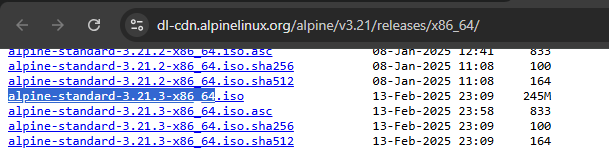 dl-cdn.alpinelinux.org/alpine/v3.21/releases/x86_64/
alpine-standard-3.21.2-x86_64.iso.asc 08-Jan-2025 12:41 833
alpine-standard-3.21.2-x86_64.iso.sha256 08-Jan-2025 11:08 100
alpine-standard-3.21.2-x86_64.iso.sha512 08-Jan-2025 11:08 164
alpine-standard-3.21.3-x86_64.iso 13-Feb-2025 23:09 245M
alpine-standard-3.21.3-x86_64.iso.asc 13-Feb-2025 23:58 833
alpine-standard-3.21.3-x86_64.iso.sha256 13-Feb-2025 23:09 100
alpine-standard-3.21.3-x86_64.iso.sha512 13-Feb-2025 23:09 164